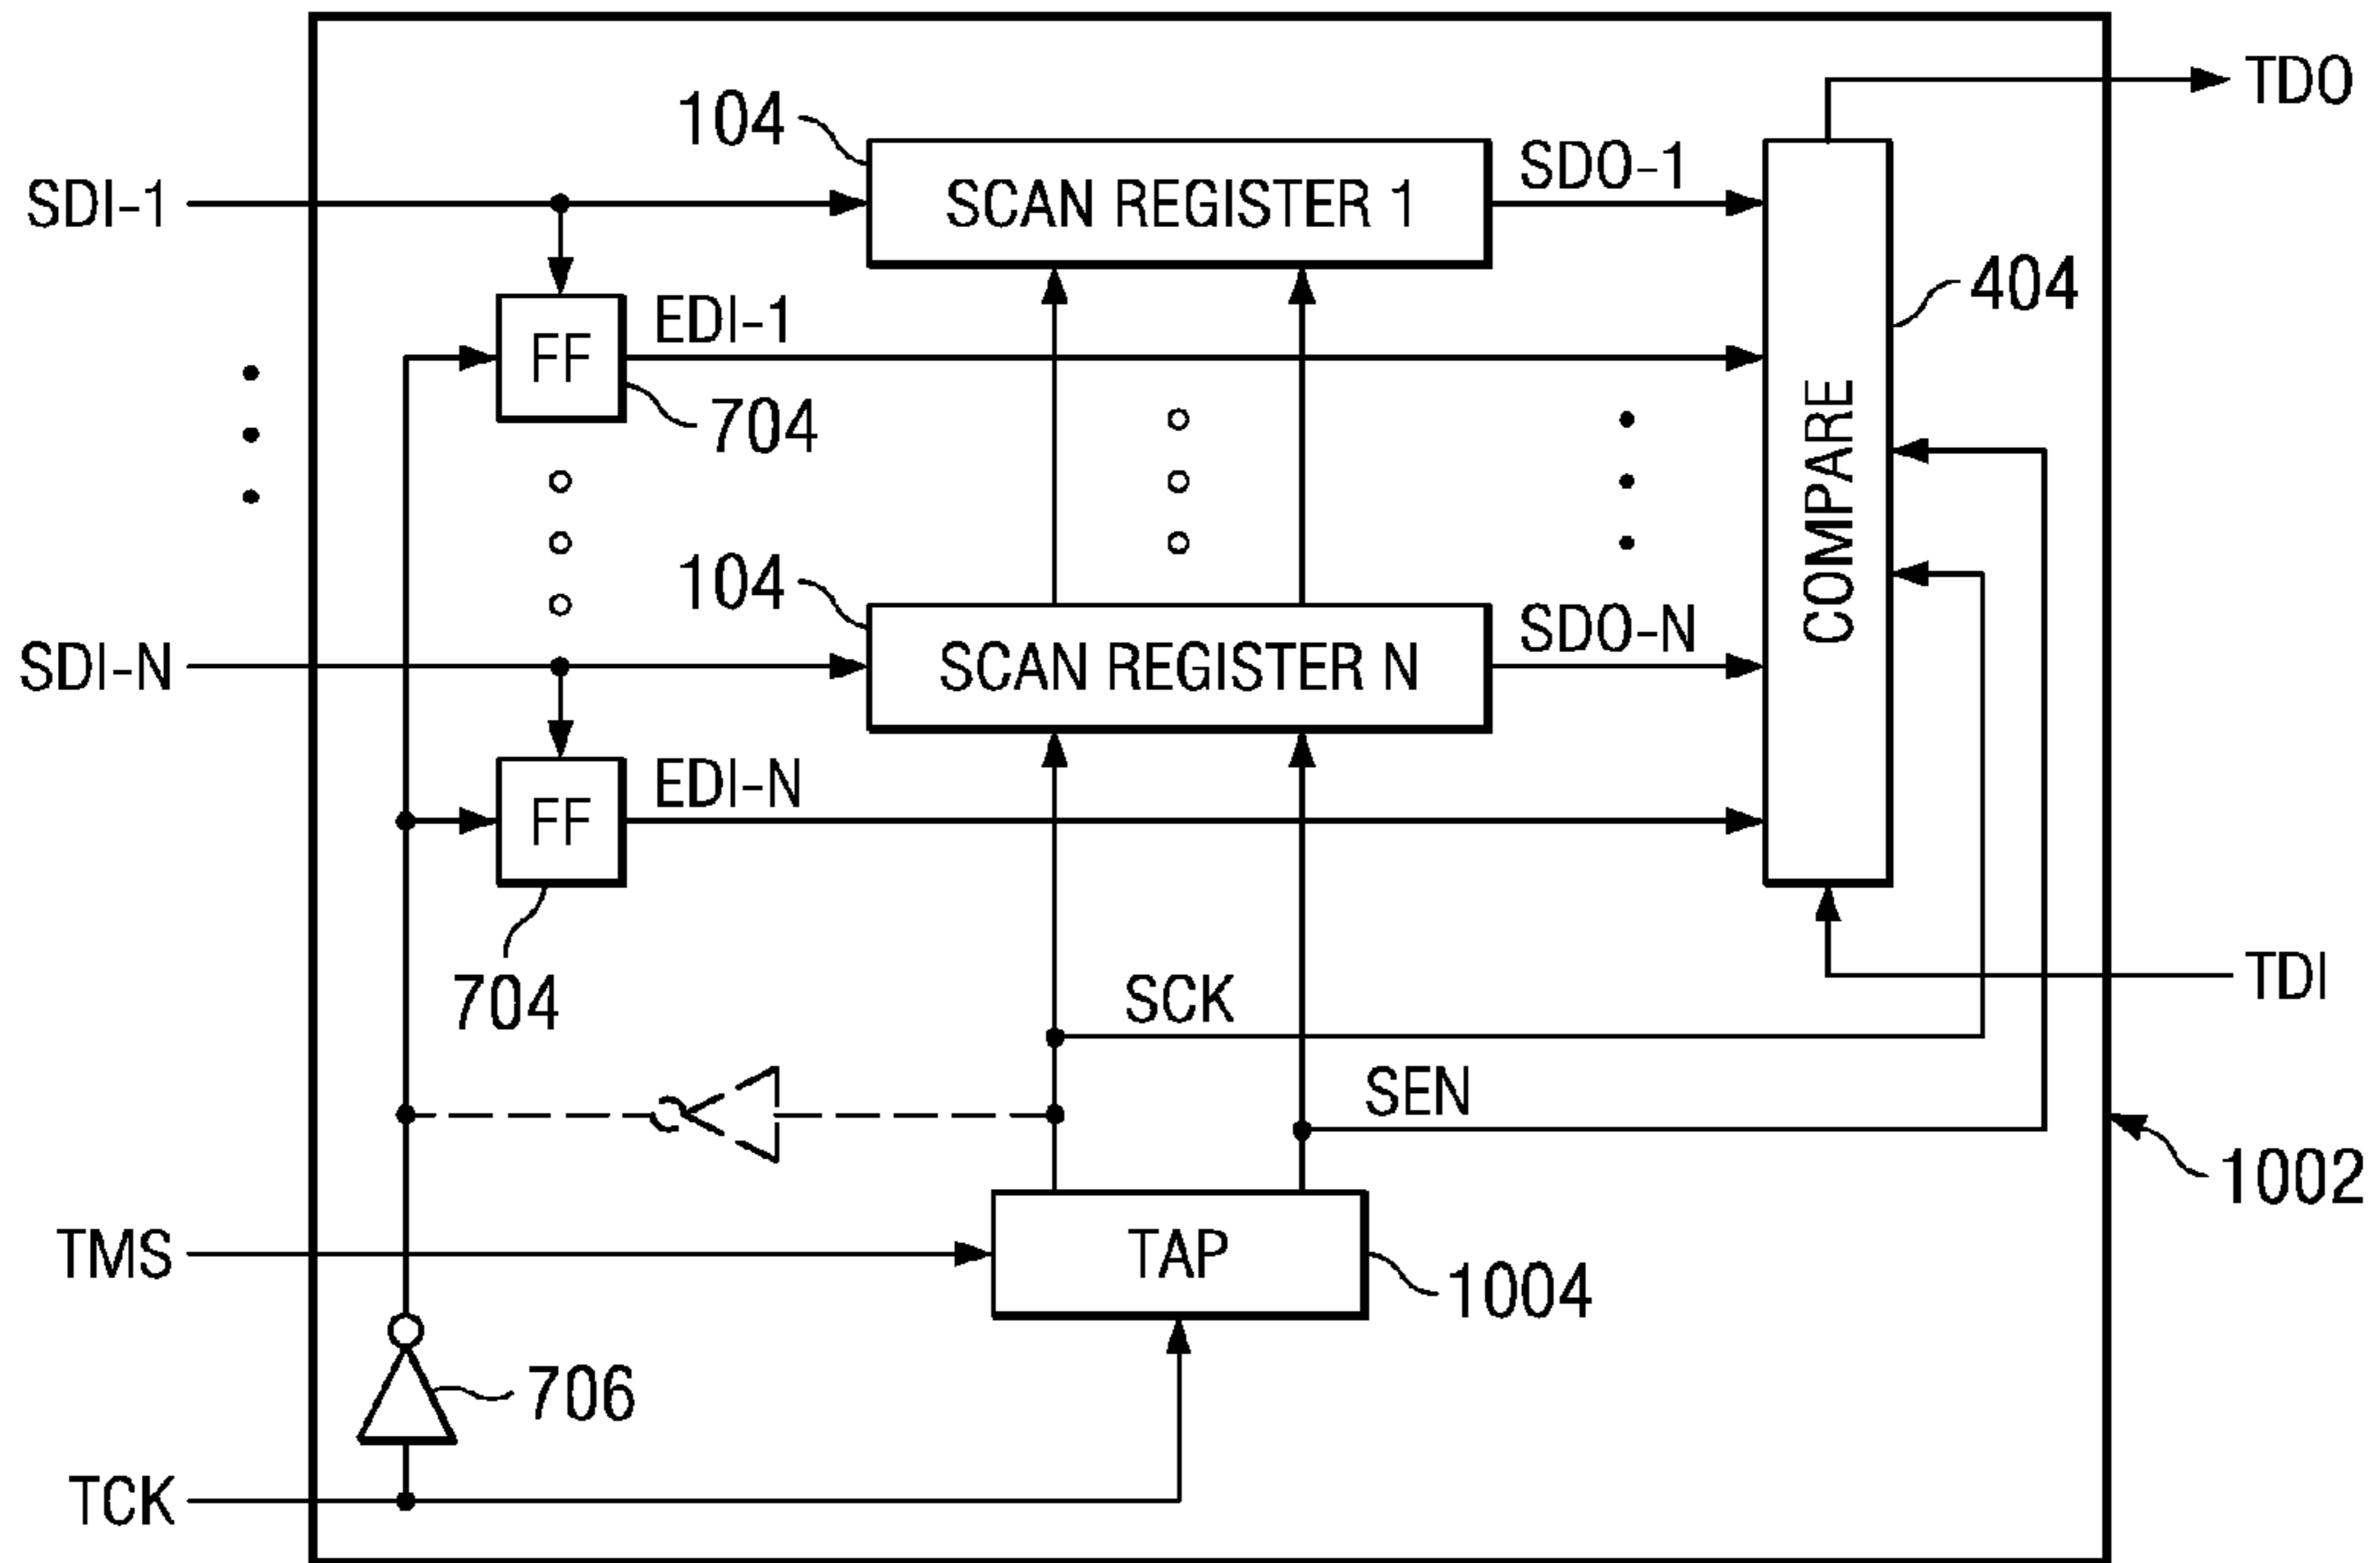 TDO
104
SDI-1
SCAN REGISTER 1
SDO-1
404
EDI-1
FF
704
COMPARE
104
SDI-N
SCAN REGISTER N
SDO-N
EDI-N
FF
704
SCK
TDI
SEN
1002
TMS
TAP
1004
706
TCK